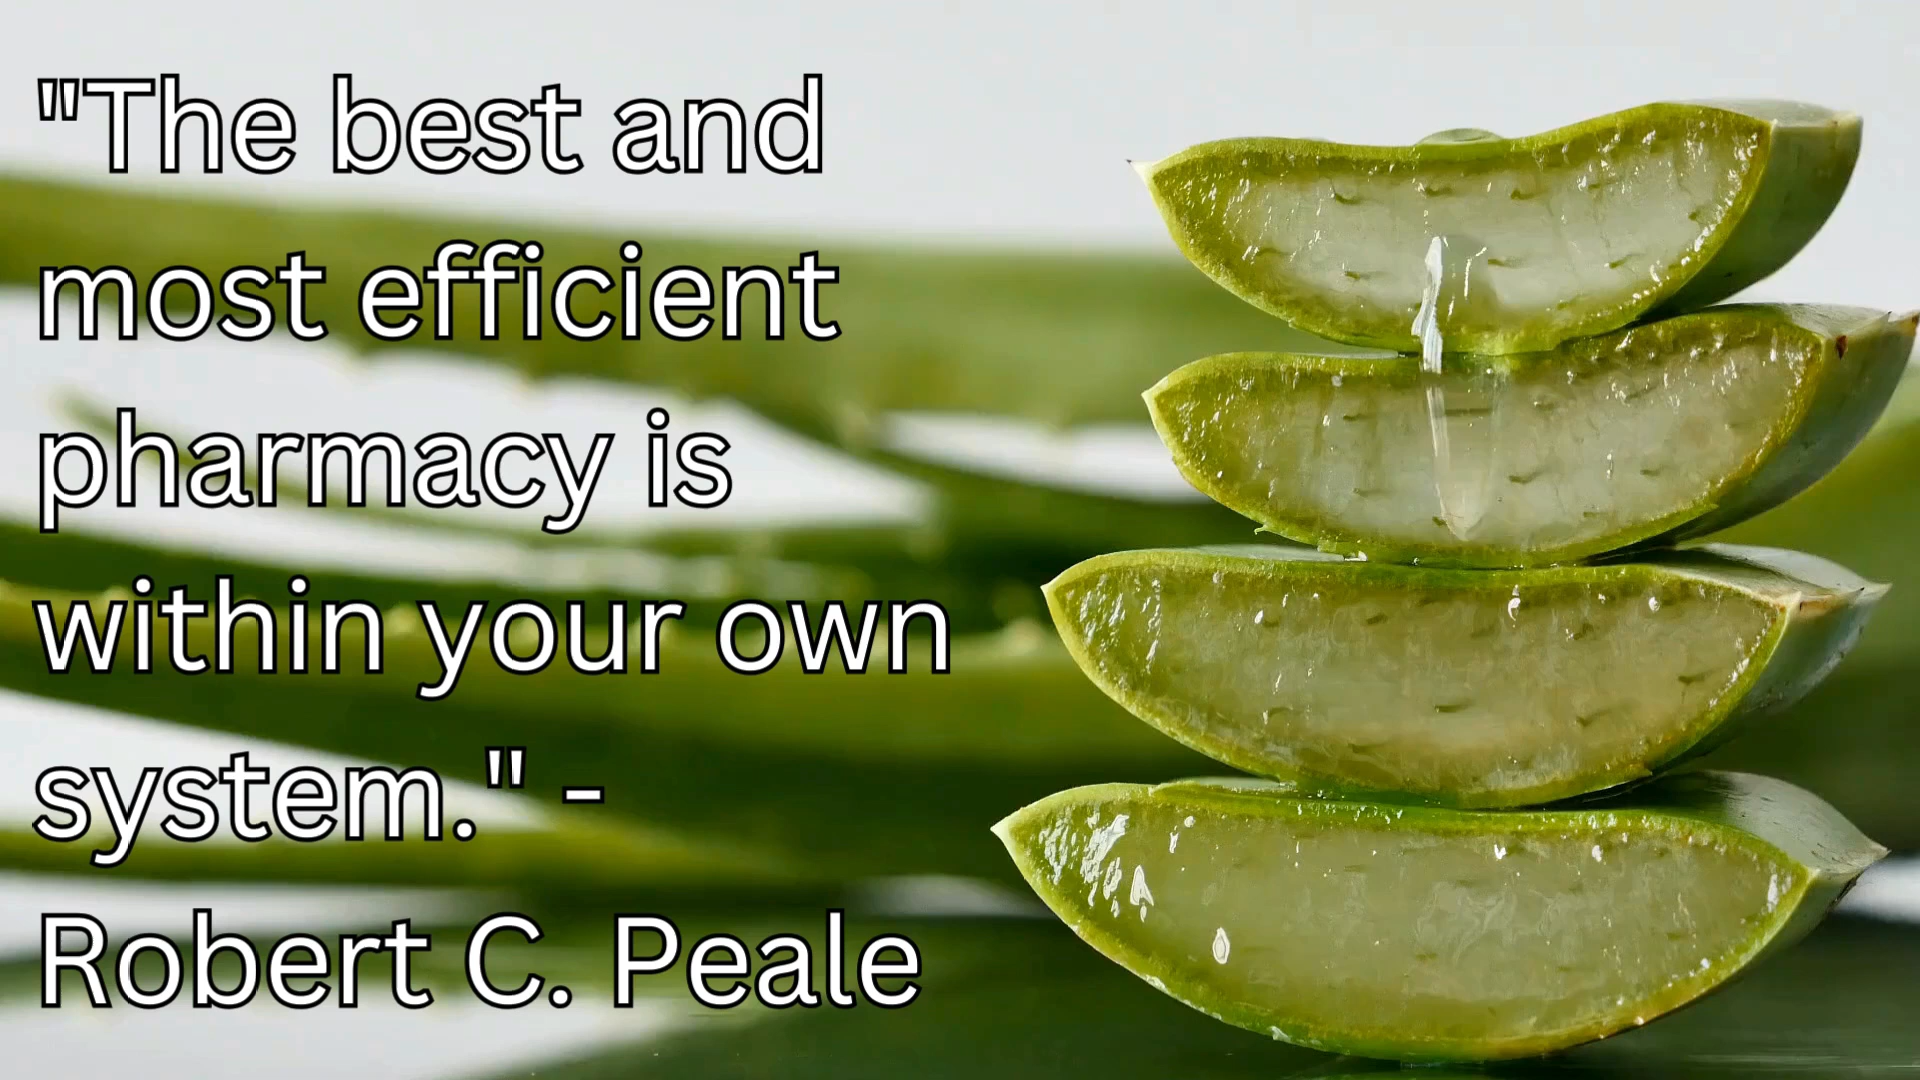 "The best and
most efficient
pharmacy is
within your own
system." -
Robert C. Peale